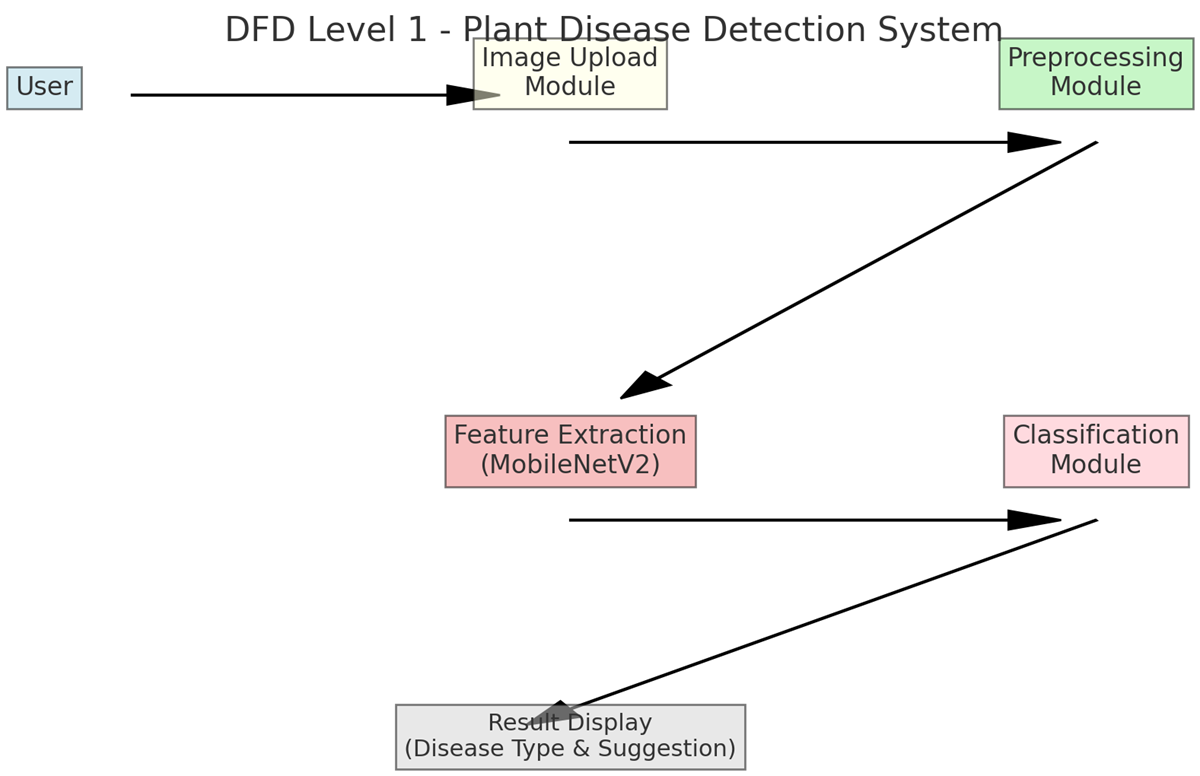 DFD Level 1 - Plant Disease Detection System
User
Image Upload
Module
Preprocessing
Module
Feature Extraction
(MobileNetV2)
Classification
Module
Result Display
(Disease Type & Suggestion)